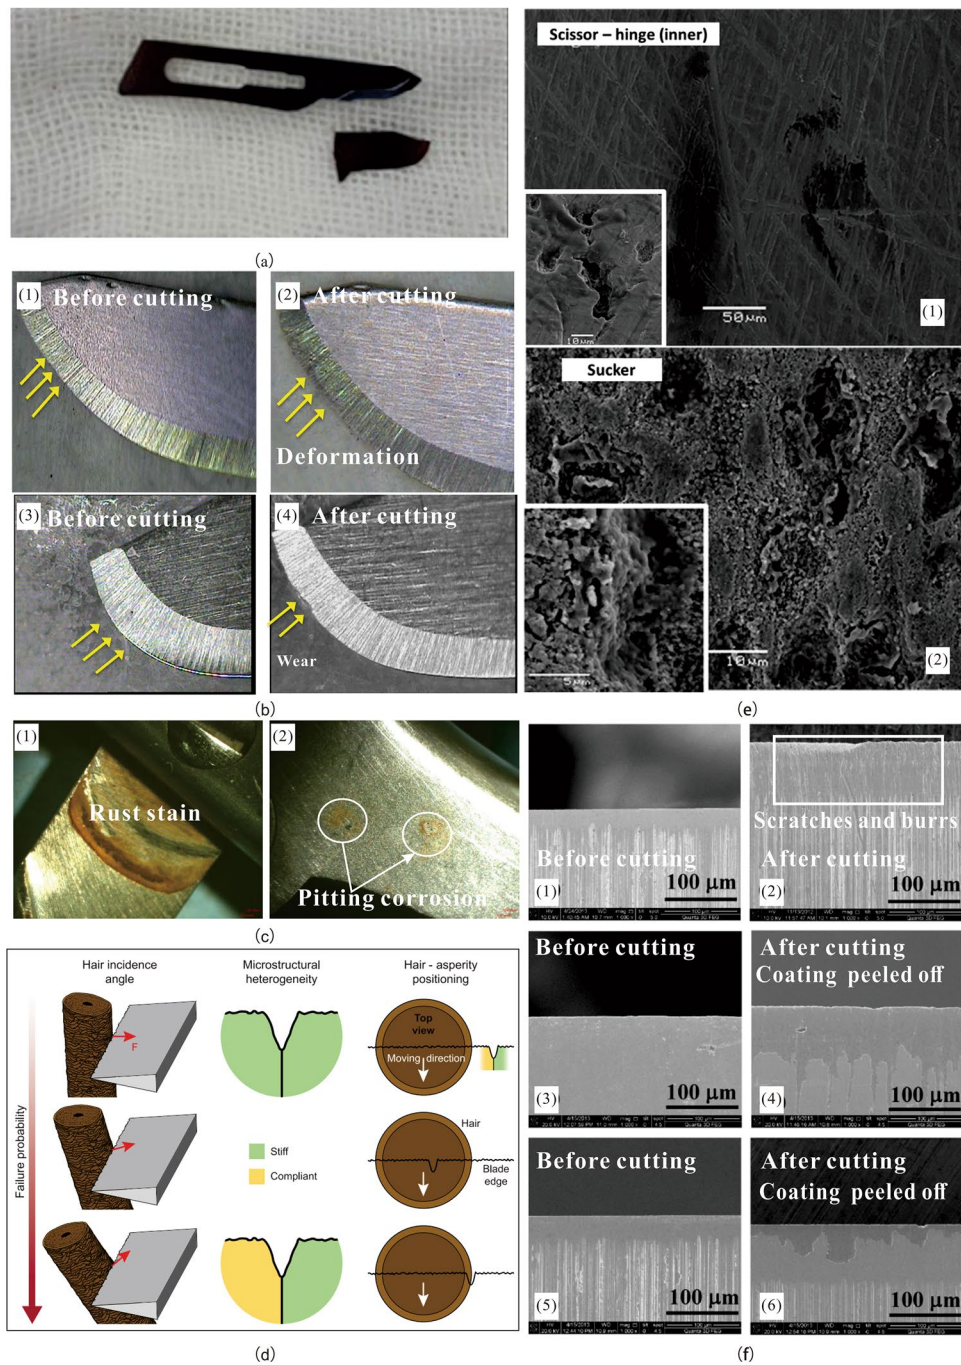 (a)
(1)
Before cutting
(2)
After cutting
Deformation
(3)
Before cutting
(4)
After cutting
Wear
(b)
(1)
Rust stain
(2)
Pitting corrosion
(c)
Hair incidence
angle
Microstructural
heterogeneity
Hair - asperity
positioning
F
Top
view
Moving direction
Failure probability
Stiff
Compliant
Hair
Blade
edge
(d)
Scissor – hinge (inner)
10μm
50μm
(1)
Sucker
5μm
10μm
(2)
(e)
Before cutting
(1)
100 μm
Scratches and burrs
After cutting
(2)
100 μm
Before cutting
(3)
100 μm
After cutting
Coating peeled off
(4)
100 μm
Before cutting
(5)
100 μm
After cutting
Coating peeled off
(6)
100 μm
(f)